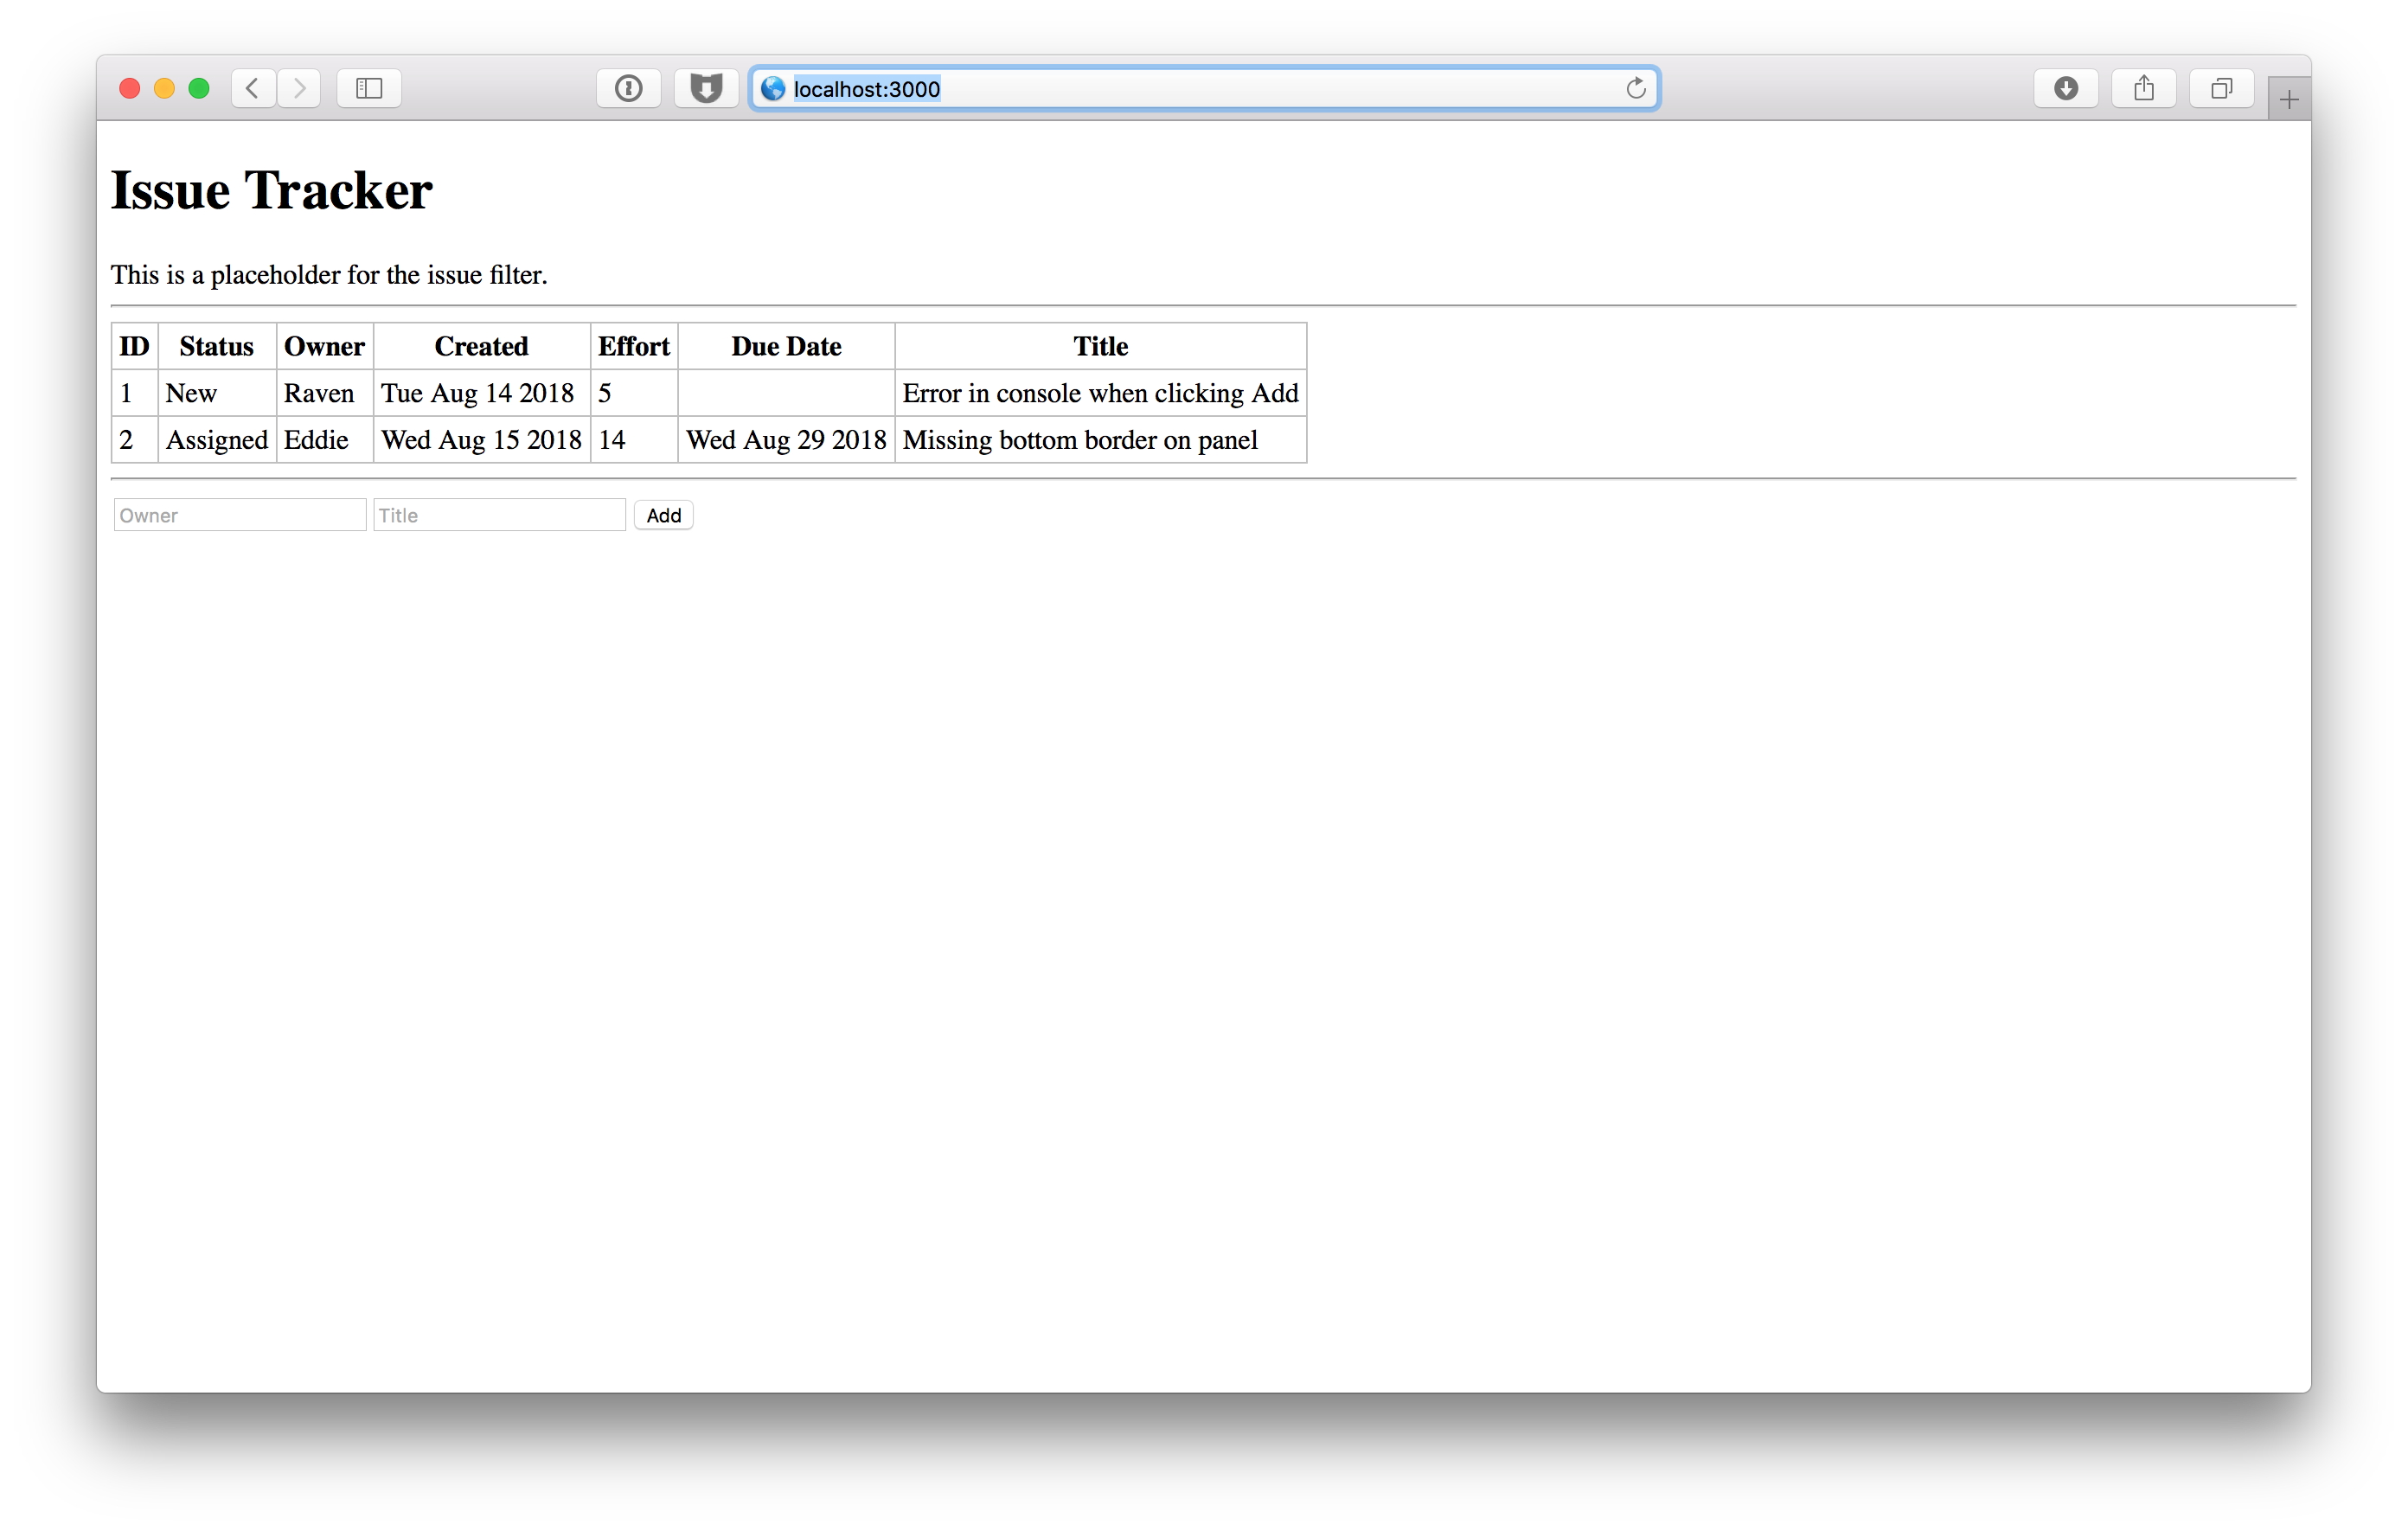 localhost:3000
Issue Tracker
This is a placeholder for the issue filter.
ID Status Owner Created Effort Due Date Title
1 New Raven Tue Aug 14 2018 5 Error in console when clicking Add
2 Assigned Eddie Wed Aug 15 2018 14 Wed Aug 29 2018 Missing bottom border on panel
Owner Title Add